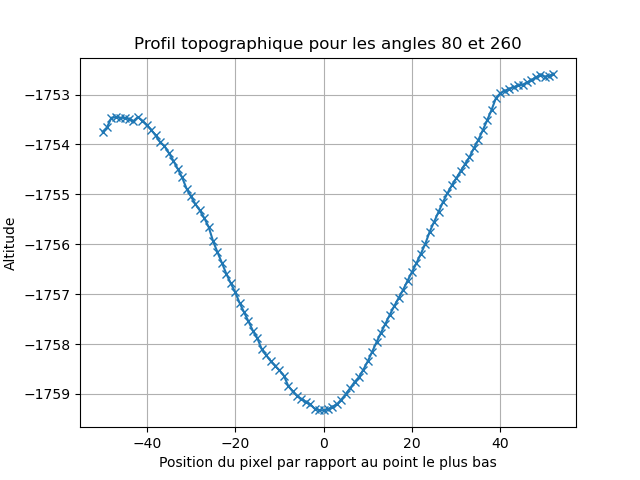 Profil topographique pour les angles 80 et 260
−1753
−1754
−1755
−1756
−1757
−1758
−1759
Altitude
−40 −20 0 20 40
Position du pixel par rapport au point le plus bas